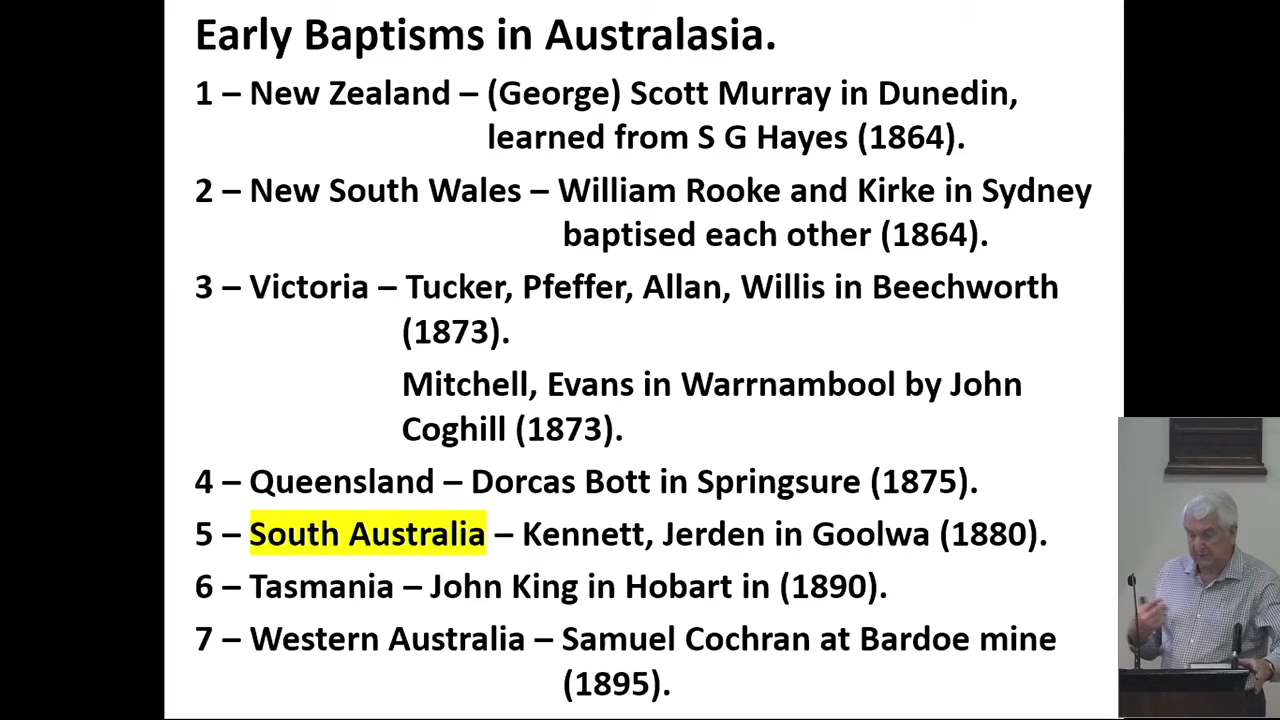 Early Baptisms in Australasia.
1 – New Zealand – (George) Scott Murray in Dunedin,
learned from S G Hayes (1864).
2 – New South Wales – William Rooke and Kirke in Sydney
baptised each other (1864).
3 – Victoria – Tucker, Pfeffer, Allan, Willis in Beechworth
(1873).
Mitchell, Evans in Warrnambool by John
Coghill (1873).
4 – Queensland – Dorcas Bott in Springsure (1875).
5 – South Australia – Kennett, Jerden in Goolwa (1880).
6 – Tasmania – John King in Hobart in (1890).
7 – Western Australia – Samuel Cochran at Bardoe mine
(1895).